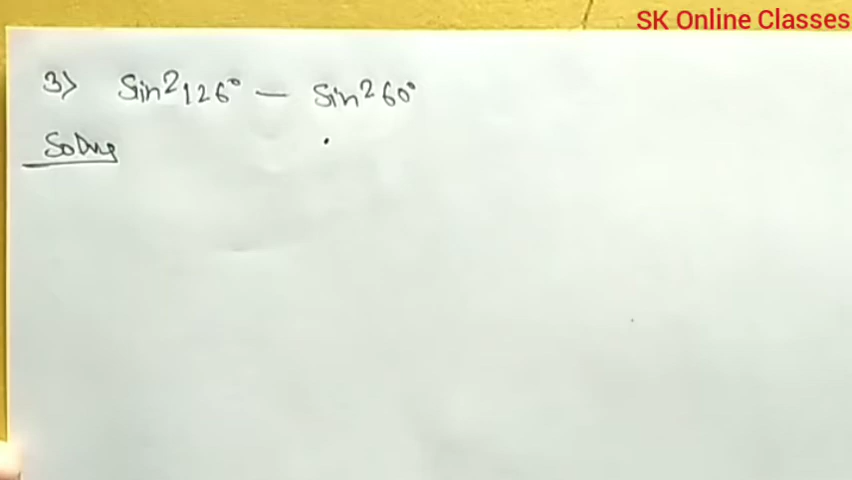 SK Online Classes
3) Sin²126° — Sin²60°
Soln